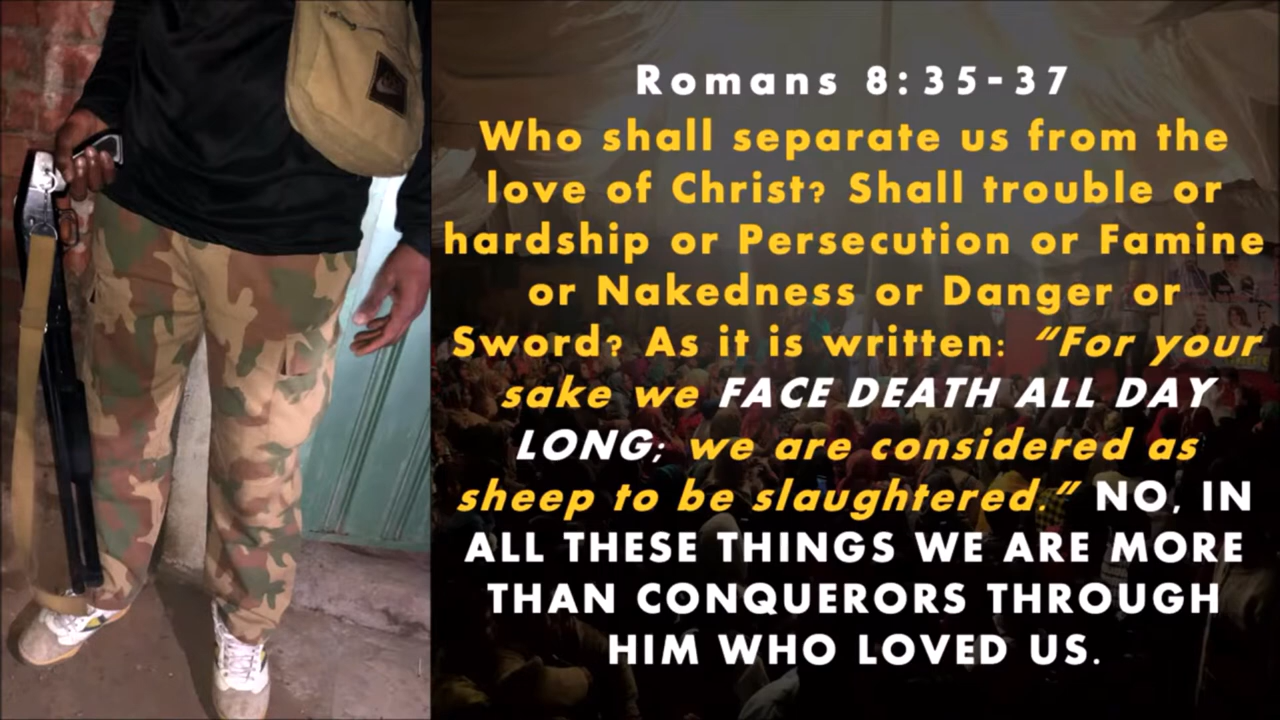 Romans 8:35-37
Who shall separate us from the
love of Christ? Shall trouble or
hardship or Persecution or Famine
or Nakedness or Danger or
Sword? As it is written: “For your
sake we FACE DEATH ALL DAY
LONG; we are considered as
sheep to be slaughtered.” NO, IN
ALL THESE THINGS WE ARE MORE
THAN CONQUERORS THROUGH
HIM WHO LOVED US.